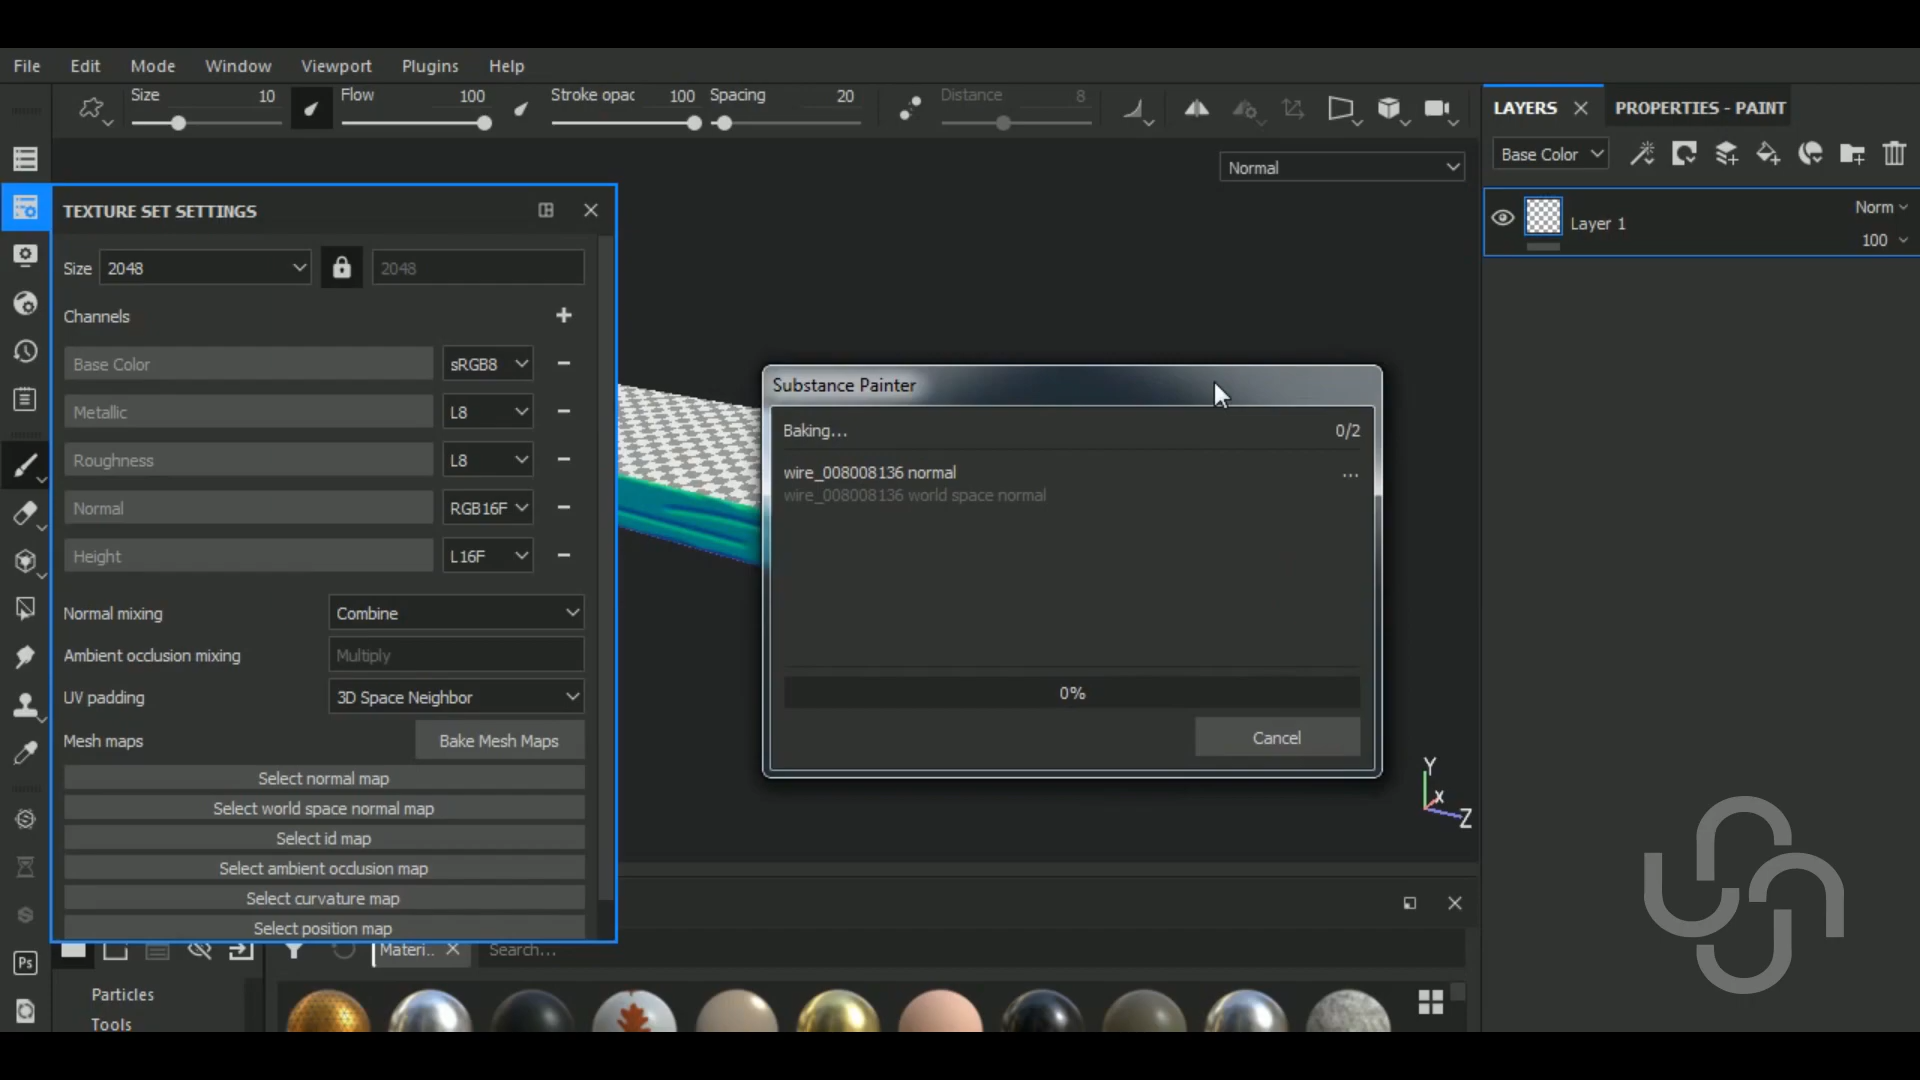 File Edit Mode Window Viewport Plugins Help
Size 10 Flow 100 Stroke opac 100 Spacing 20 Distance 8
LAYERS PROPERTIES - PAINT
Base Color
Normal
Norm
Layer 1
100
TEXTURE SET SETTINGS
Size 2048 2048
Channels
Base Color sRGB8
Metallic L8
Roughness L8
Normal RGB16F
Height L16F
Normal mixing Combine
Ambient occlusion mixing Multiply
UV padding 3D Space Neighbor
Mesh maps Bake Mesh Maps
Select normal map
Select world space normal map
Select id map
Select ambient occlusion map
Select curvature map
Select position map
Substance Painter
Baking... 0/2
wire_008008136 normal ...
wire_008008136 world space normal
0%
Cancel
Y
X
Z
Ps
Materi.. Search...
Particles
Tools